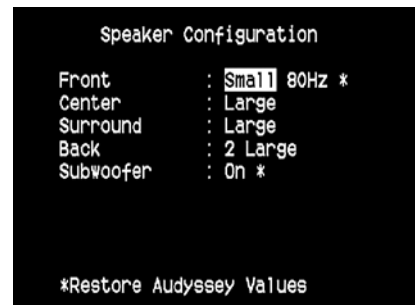 Speaker Configuration
Front : Small 80Hz *
Center : Large
Surround : Large
Back : 2 Large
Subwoofer : On *
*Restore Audyssey Values